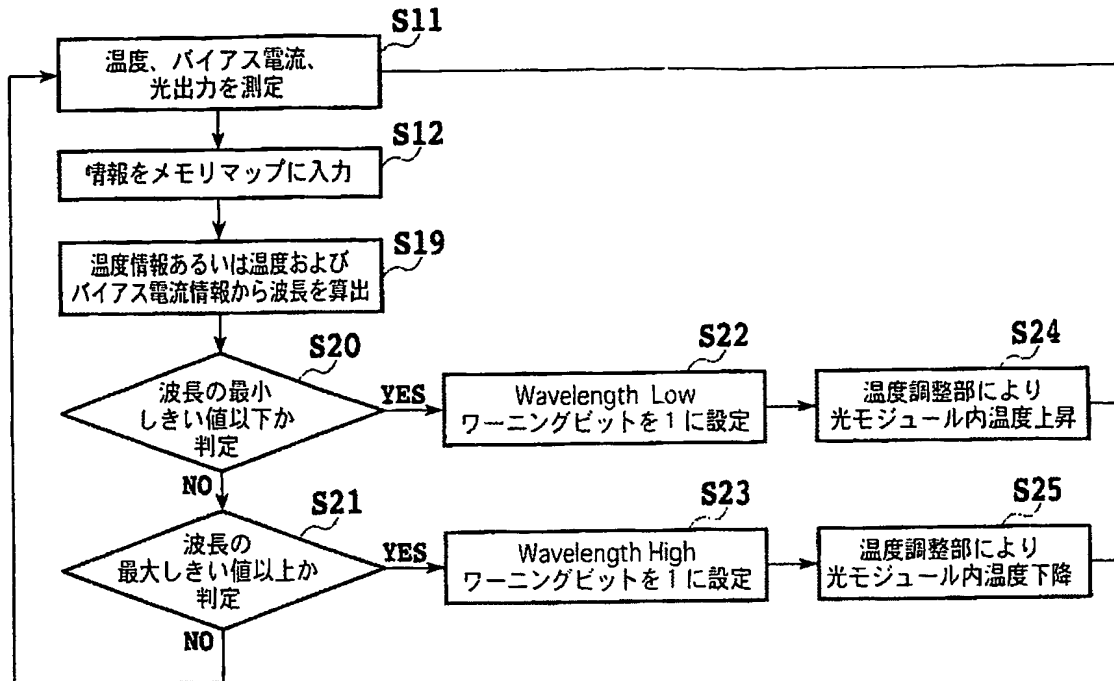 S11
温度、バイアス電流、
光出力を測定
S12
情報をメモリマップに入力
S19
温度情報あるいは温度および
バイアス電流情報から波長を算出
S20
波長の最小
しきい値以下か
判定
YES
S22
Wavelength Low
ワーニングビットを1に設定
S24
温度調整部により
光モジュール内温度上昇
NO
S21
波長の
最大しきい値以上か
判定
YES
S23
Wavelength High
ワーニングビットを1に設定
S25
温度調整部により
光モジュール内温度下降
NO